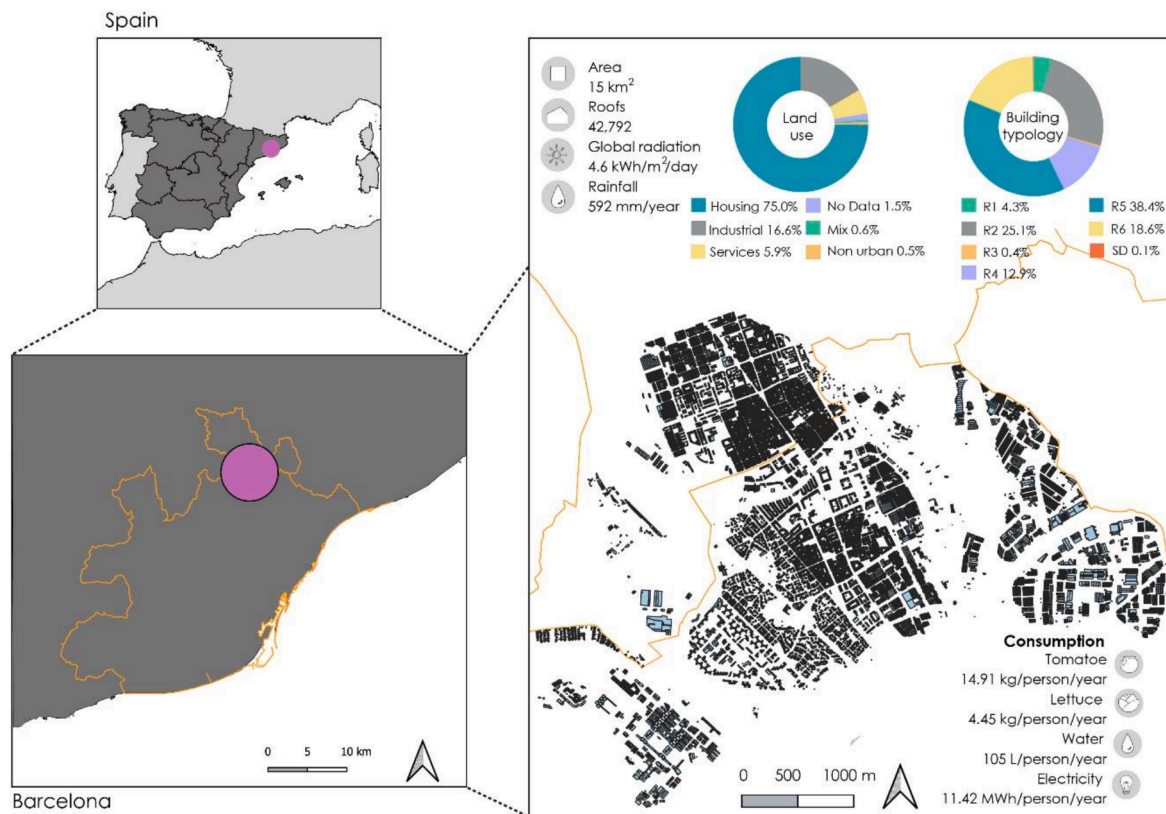 Spain
Area
15 km²
Roofs
42,792
Global radiation
4.6 kWh/m²/day
Rainfall
592 mm/year
Land
use
Housing 75.0%
No Data 1.5%
Industrial 16.6%
Mix 0.6%
Services 5.9%
Non urban 0.5%
Building
typology
R1 4.3%
R5 38.4%
R2 25.1%
R6 18.6%
R3 0.4%
SD 0.1%
R4 12.9%
0 5 10 km
Barcelona
0 500 1000 m
Consumption
Tomatoe
14.91 kg/person/year
Lettuce
4.45 kg/person/year
Water
105 L/person/year
Electricity
11.42 MWh/person/year